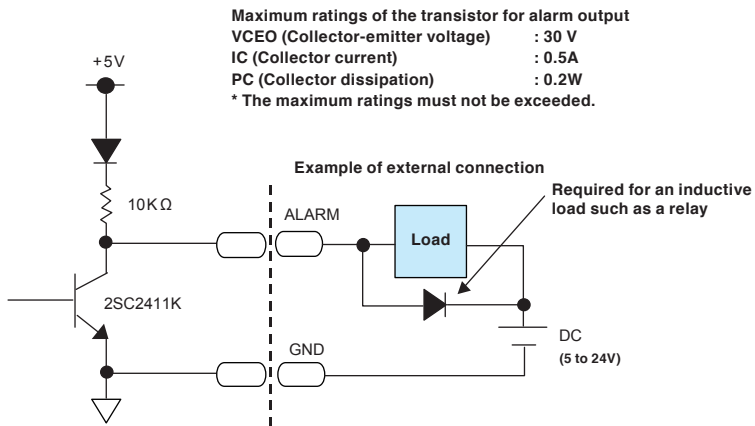 Maximum ratings of the transistor for alarm output
VCEO (Collector-emitter voltage) : 30 V
IC (Collector current) : 0.5A
PC (Collector dissipation) : 0.2W
* The maximum ratings must not be exceeded.
+5V
Example of external connection
Required for an inductive
load such as a relay
10KΩ
ALARM
Load
2SC2411K
GND
DC
(5 to 24V)